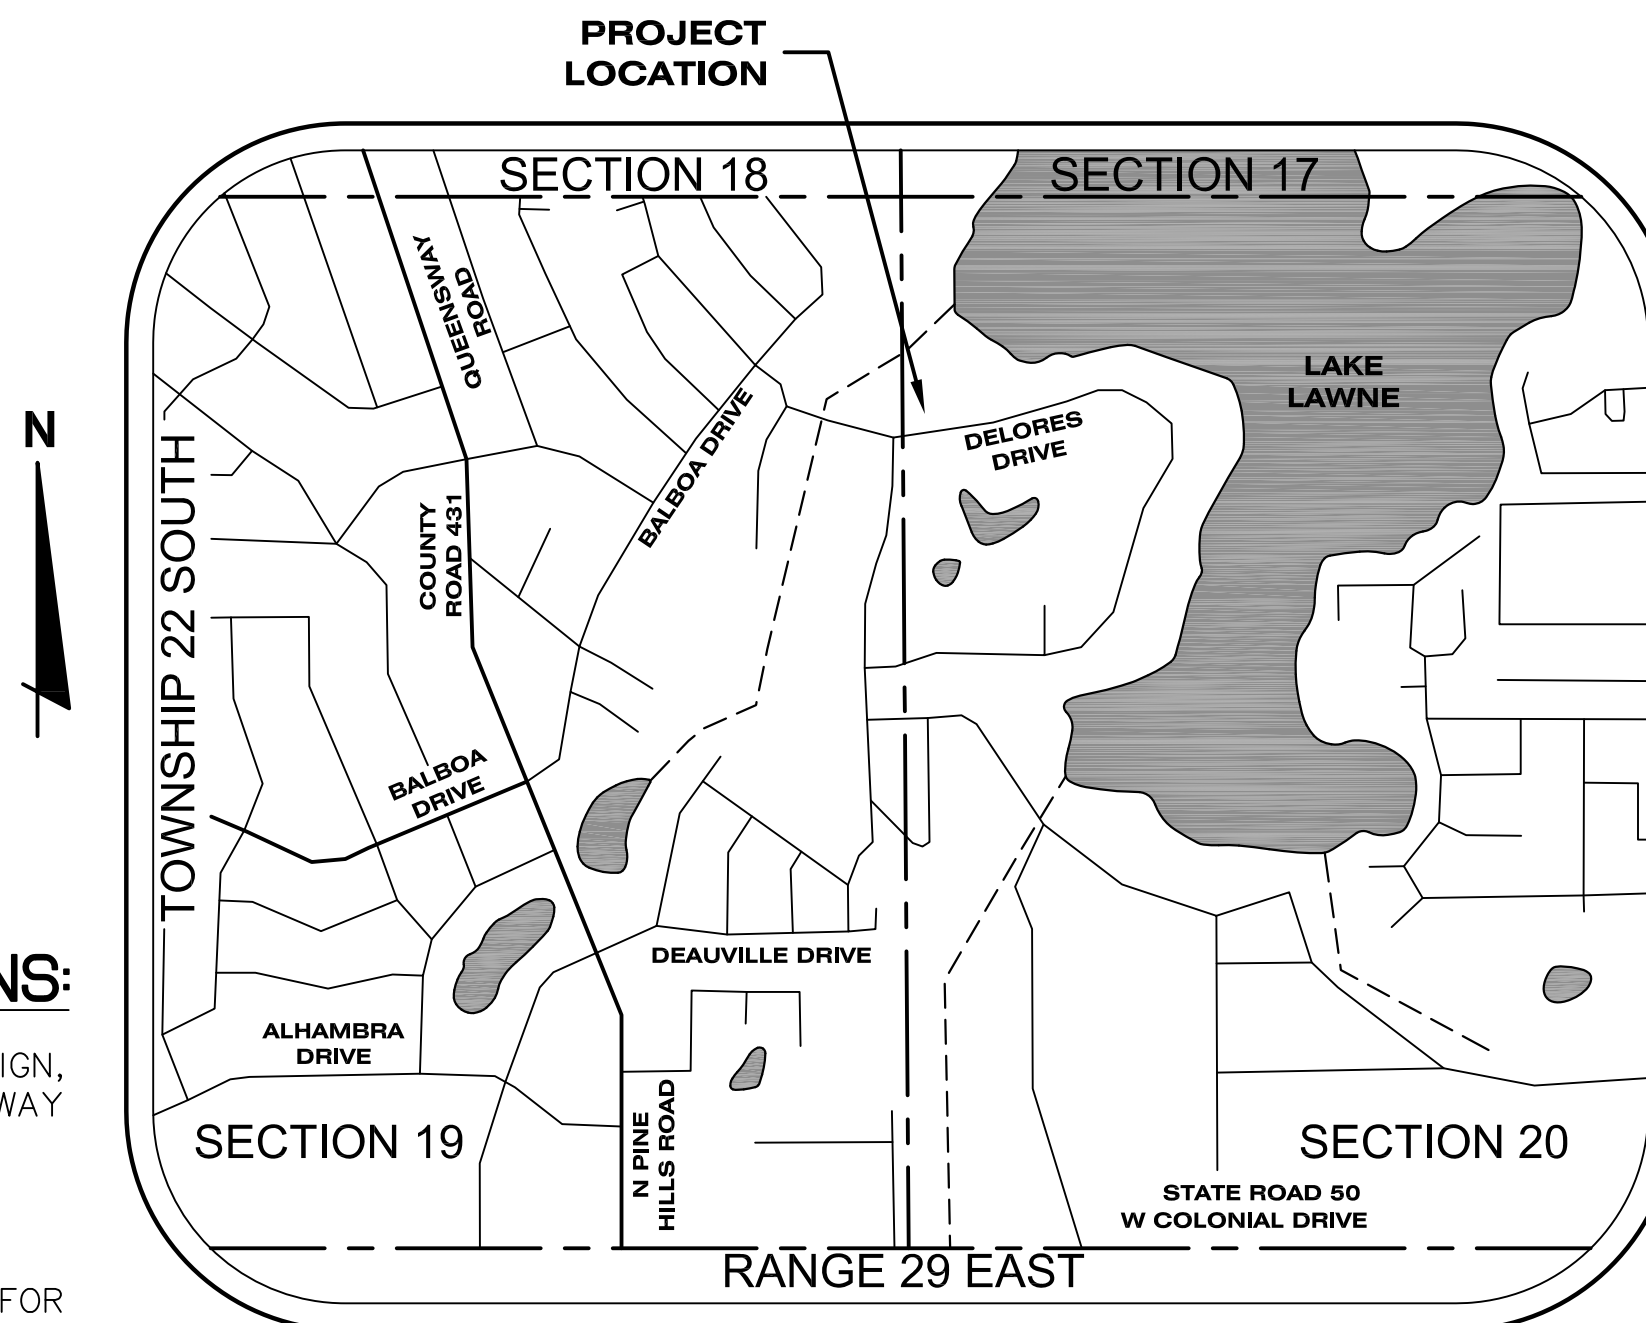 PROJECT
LOCATION
SECTION 18
SECTION 17
QUEENSWAY
ROAD
LAKE
LAWNE
N
BALBOA DRIVE
DELORES
DRIVE
TOWNSHIP 22 SOUTH
COUNTY
ROAD 431
BALBOA
DRIVE
DEAUVILLE DRIVE
NS:
ALHAMBRA
DRIVE
IGN,
WAY
SECTION 19
N PINE
HILLS ROAD
SECTION 20
STATE ROAD 50
W COLONIAL DRIVE
RANGE 29 EAST
FOR